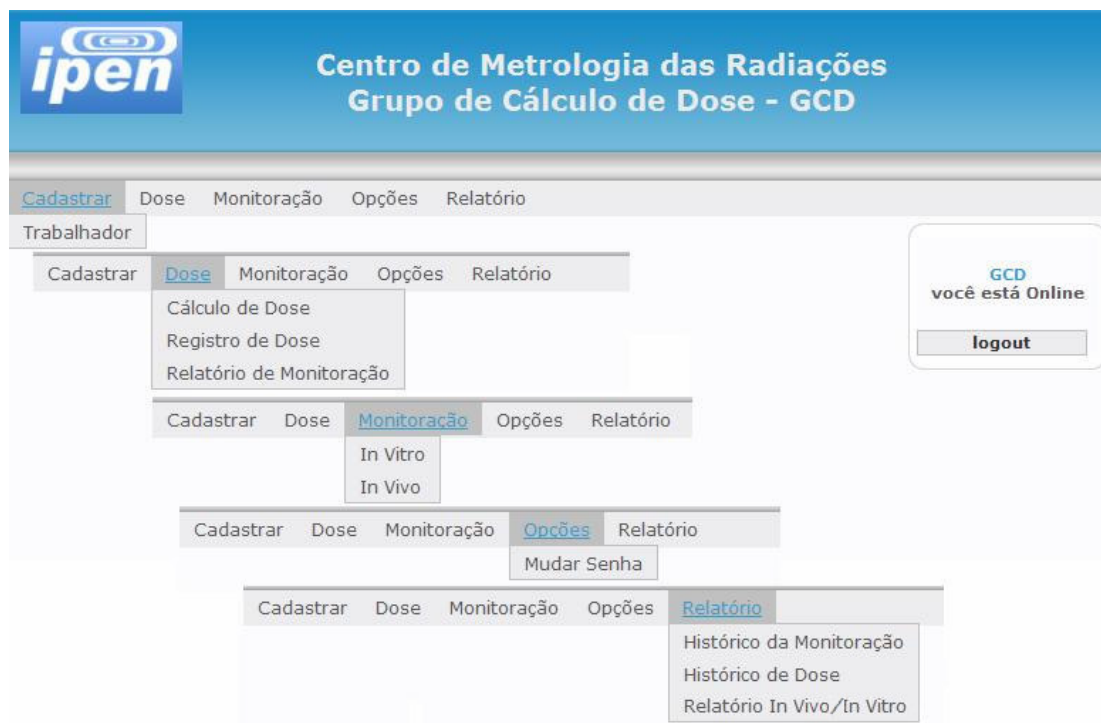 ipen
Centro de Metrologia das Radiações
Grupo de Cálculo de Dose - GCD
Cadastrar Dose Monitoração Opções Relatório
Trabalhador
Cadastrar Dose Monitoração Opções Relatório
Cálculo de Dose
Registro de Dose
Relatório de Monitoração
GCD
você está Online
logout
Cadastrar Dose Monitoração Opções Relatório
In Vitro
In Vivo
Cadastrar Dose Monitoração Opções Relatório
Mudar Senha
Cadastrar Dose Monitoração Opções Relatório
Histórico da Monitoração
Histórico de Dose
Relatório In Vivo/In Vitro